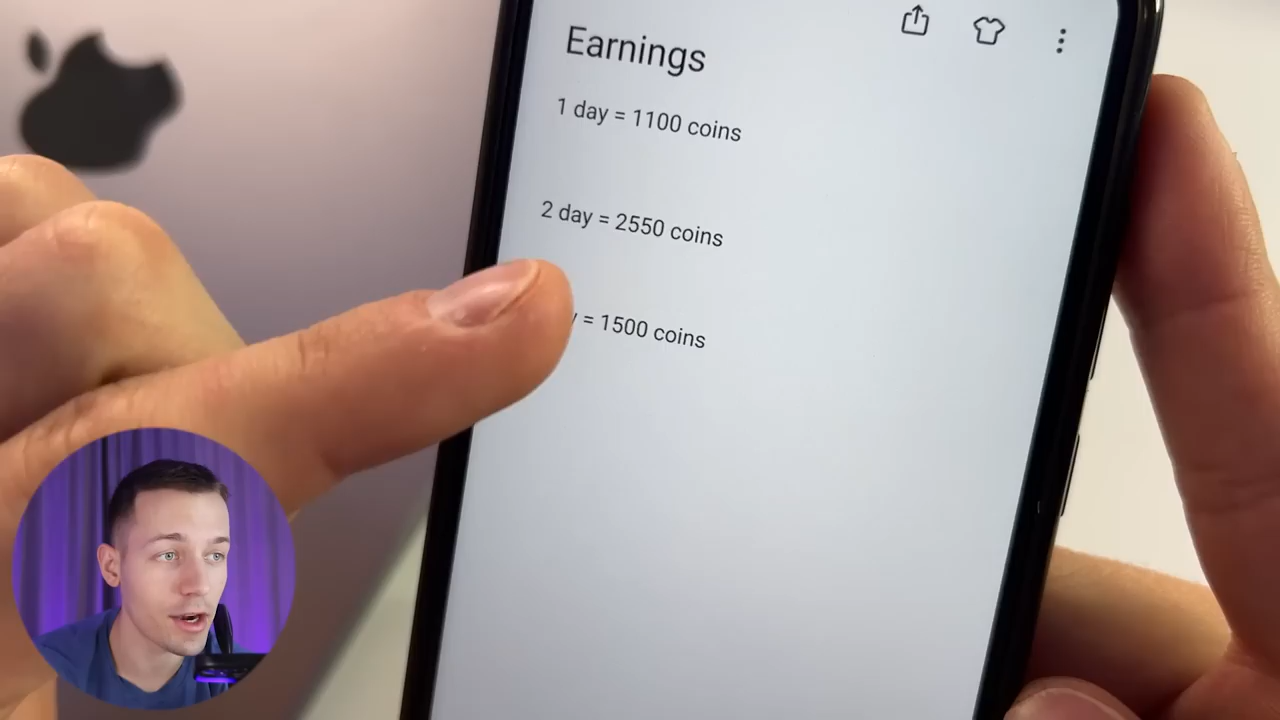 Earnings
1 day = 1100 coins
2 day = 2550 coins
= 1500 coins